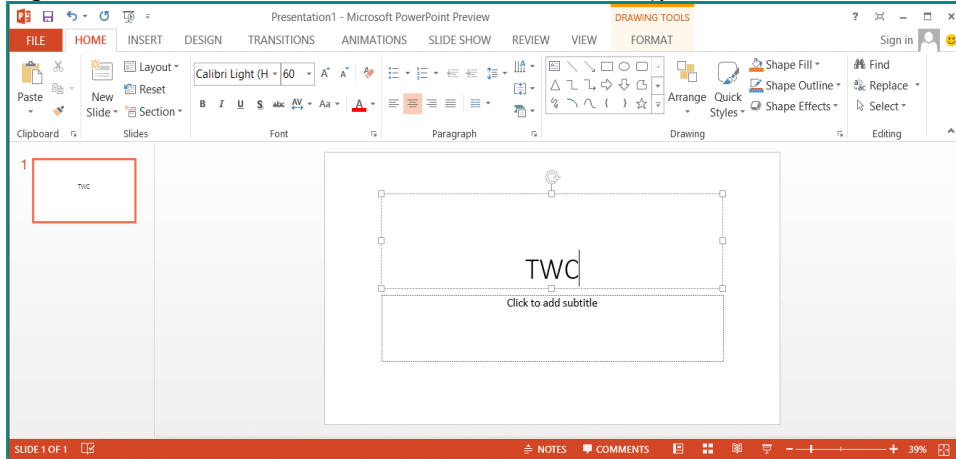 Presentation1 - Microsoft PowerPoint Preview
DRAWING TOOLS
?
FILE HOME INSERT DESIGN TRANSITIONS ANIMATIONS SLIDE SHOW REVIEW VIEW FORMAT Sign in
Paste
New Slide
Layout
Reset
Section
Calibri Light (H 60 A A
B I U S abc AV Aa A
Arrange
Quick Styles
Shape Fill
Shape Outline
Shape Effects
Find
Replace
Select
Clipboard Slides Font Paragraph Drawing Editing
1
TWC
TWC
Click to add subtitle
SLIDE 1 OF 1 NOTES COMMENTS 39%